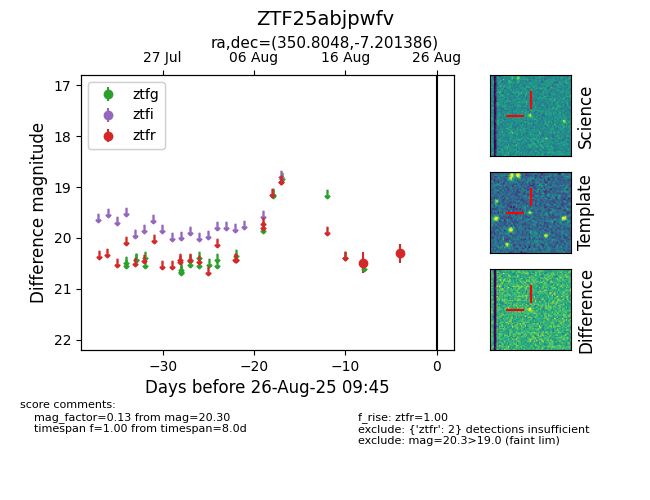 ZTF25abjpwvfv
ra,dec=(350.8048,-7.201386)
27 Jul 06 Aug 16 Aug 26 Aug
17
18
19
20
21
22
Difference magnitude
ztfg
ztfi
ztfr
−30 −20 −10 0
Days before 26-Aug-25 09:45
Science
Template
Difference
score comments:
mag_factor=0.13 from mag=20.30
timespan f=1.00 from timespan=8.0d
f_rise: ztfr=1.00
exclude: {'ztfr': 2} detections insufficient
exclude: mag=20.3>19.0 (faint lim)